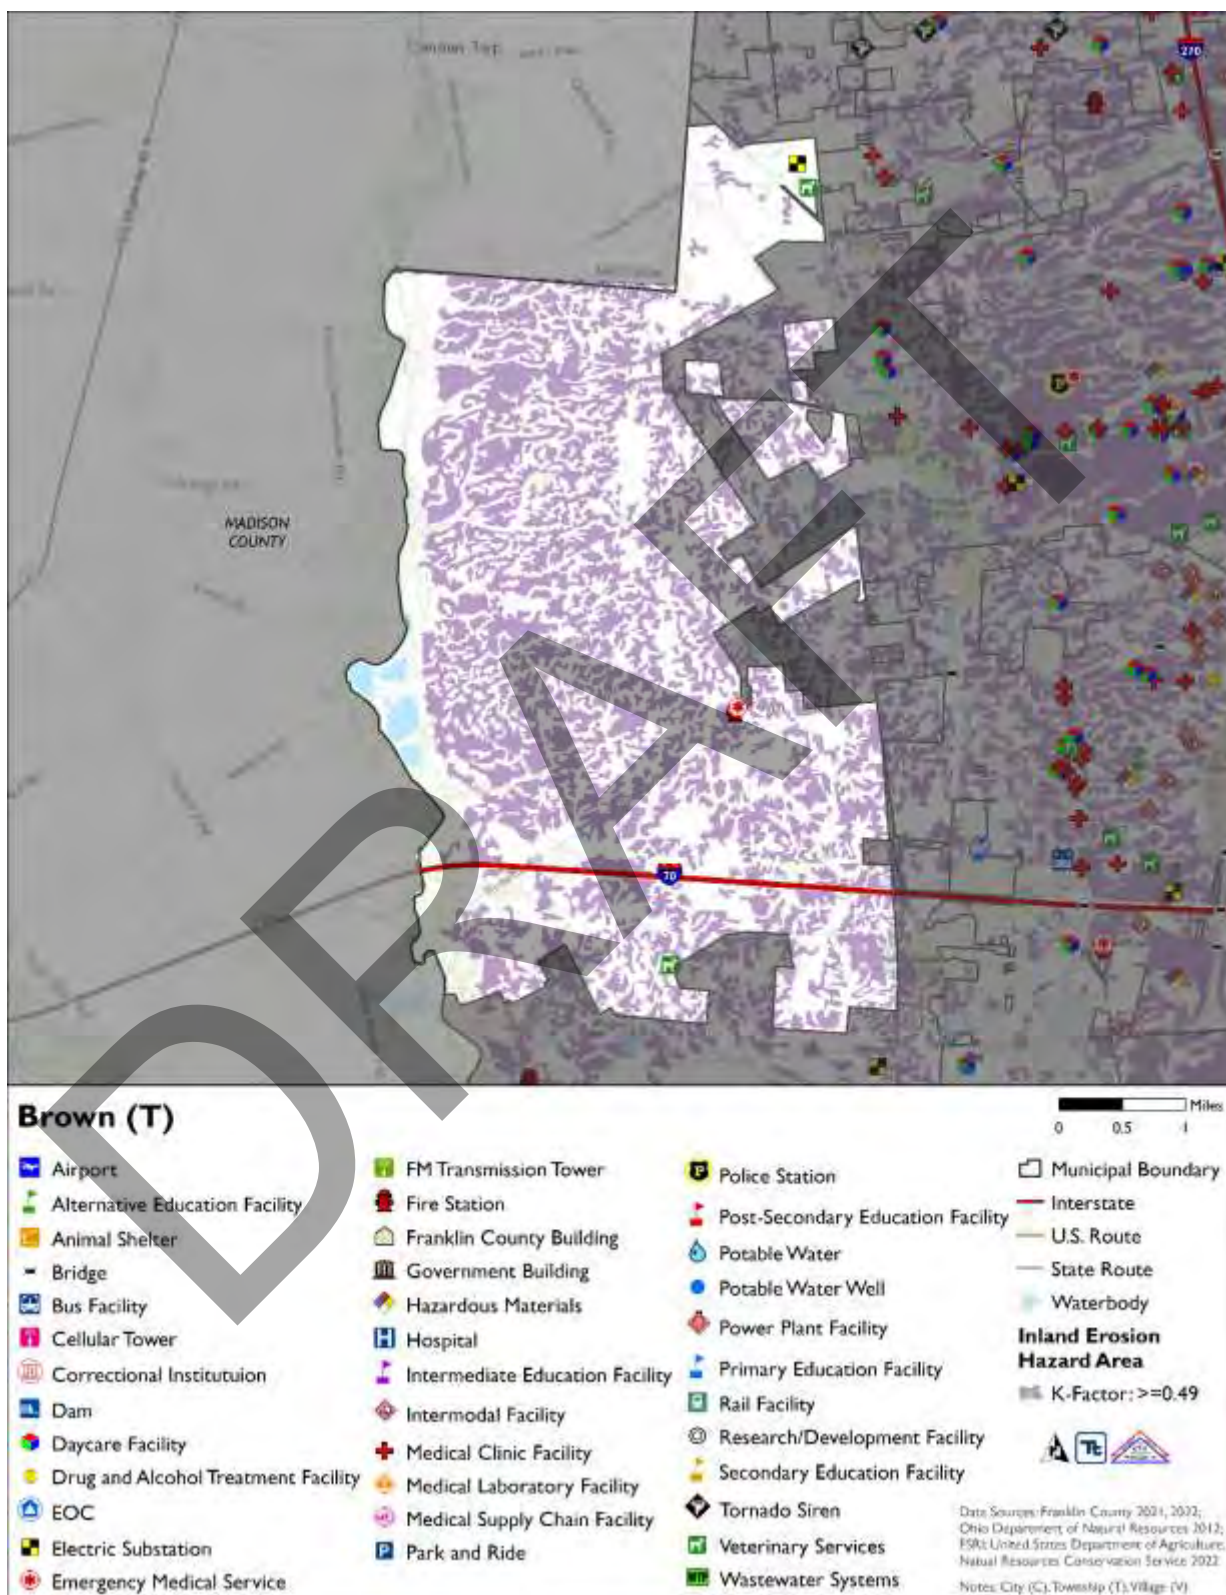 270
MADISON
COUNTY
70
DRAFT
Brown (T)
Miles
0 0.5 1
Airport
Alternative Education Facility
Animal Shelter
Bridge
Bus Facility
Cellular Tower
Correctional Institutuion
Dam
Daycare Facility
Drug and Alcohol Treatment Facility
EOC
Electric Substation
Emergency Medical Service
FM Transmission Tower
Fire Station
Franklin County Building
Government Building
Hazardous Materials
Hospital
Intermediate Education Facility
Intermodal Facility
Medical Clinic Facility
Medical Laboratory Facility
Medical Supply Chain Facility
Park and Ride
Police Station
Post-Secondary Education Facility
Potable Water
Potable Water Well
Power Plant Facility
Primary Education Facility
Rail Facility
Research/Development Facility
Secondary Education Facility
Tornado Siren
Veterinary Services
Wastewater Systems
Municipal Boundary
Interstate
U.S. Route
State Route
Waterbody
Inland Erosion
Hazard Area
K-Factor: >=0.49
Data Sources: Franklin County 2021, 2022;
Ohio Department of Natural Resources 2012;
ESRI; United States Department of Agriculture,
Natual Resources Conservation Service 2022
Notes: City (C), Township (T), Village (V)